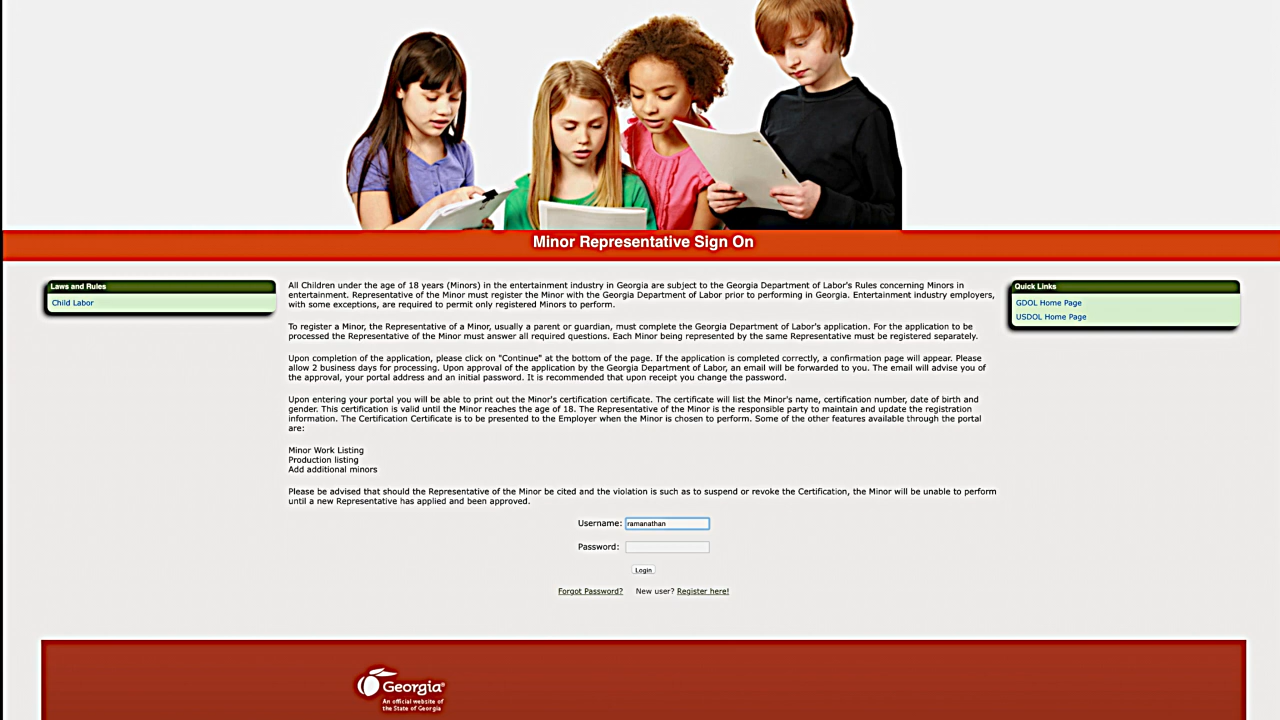 Minor Representative Sign On
Laws and Rules
Child Labor
All Children under the age of 18 years (Minors) in the entertainment industry in Georgia are subject to the Georgia Department of Labor's Rules concerning Minors in
entertainment. Representative of the Minor must register the Minor with the Georgia Department of Labor prior to performing in Georgia. Entertainment industry employers,
with some exceptions, are required to permit only registered Minors to perform.
To register a Minor, the Representative of a Minor, usually a parent or guardian, must complete the Georgia Department of Labor's application. For the application to be
processed the Representative of the Minor must answer all required questions. Each Minor being represented by the same Representative must be registered separately.
Upon completion of the application, please click on "Continue" at the bottom of the page. If the application is completed correctly, a confirmation page will appear. Please
allow 2 business days for processing. Upon approval of the application by the Georgia Department of Labor, an email will be forwarded to you. The email will advise you of
the approval, your portal address and an initial password. It is recommended that upon receipt you change the password.
Upon entering your portal you will be able to print out the Minor's certification certificate. The certificate will list the Minor's name, certification number, date of birth and
gender. This certification is valid until the Minor reaches the age of 18. The Representative of the Minor is the responsible party to maintain and update the registration
information. The Certification Certificate is to be presented to the Employer when the Minor is chosen to perform. Some of the other features available through the portal
are:
Minor Work Listing
Production listing
Add additional minors
Please be advised that should the Representative of the Minor be cited and the violation is such as to suspend or revoke the Certification, the Minor will be unable to perform
until a new Representative has applied and been approved.
Username: ramanathan
Password:
Login
Forgot Password? New user? Register here!
Quick Links
GDOL Home Page
USDOL Home Page
Georgia®
An official website of
the State of Georgia